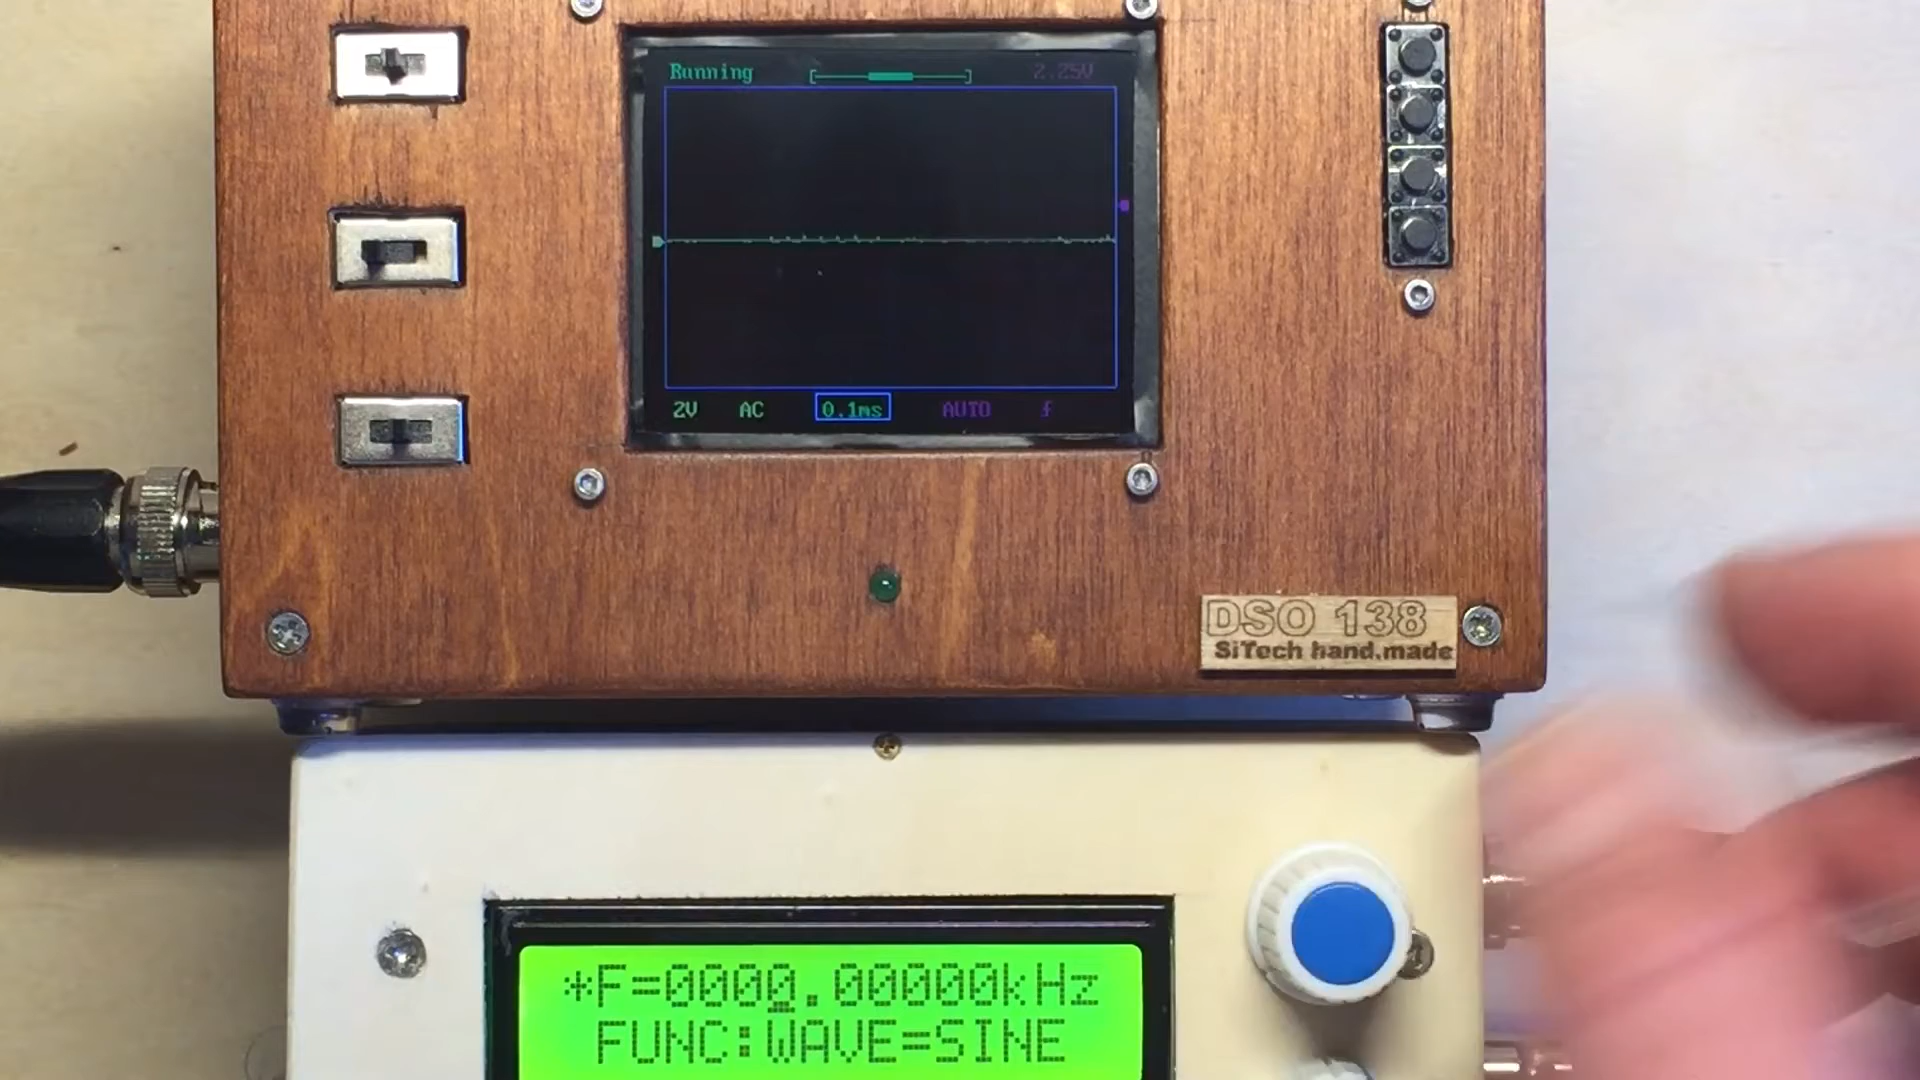 Running 2.25V
2V AC 0.1ms AUTO
DSO 138
SiTech hand.made
*F=0000.00000kHz
FUNC:WAVE=SINE